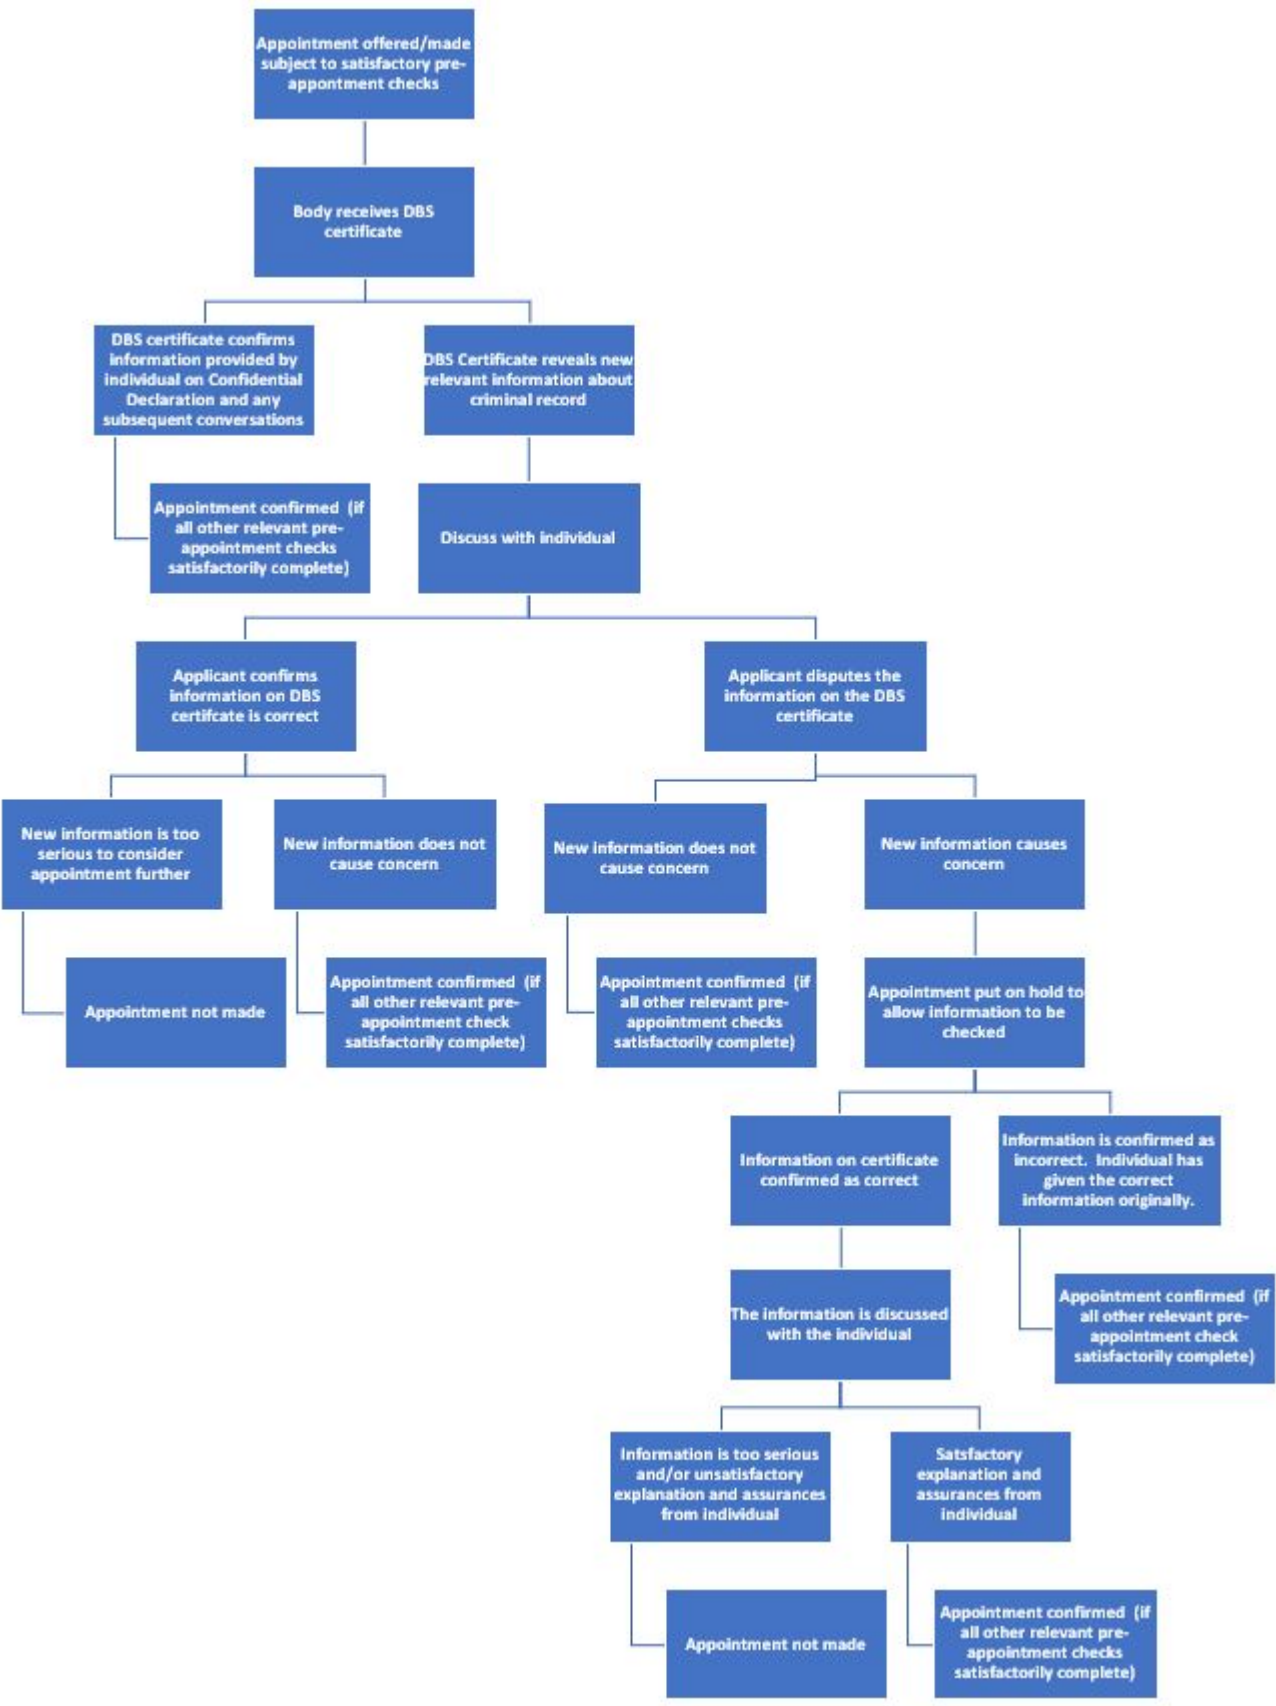 Appointment offered/made
subject to satisfactory pre-
appontment checks
Body receives DBS
certificate
DBS certificate confirms
information provided by
individual on Confidential
Declaration and any
subsequent conversations
DBS Certificate reveals new
relevant information about
criminal record
Appointment confirmed (if
all other relevant pre-
appointment checks
satisfactorily complete)
Discuss with individual
Applicant confirms
information on DBS
certifcate is correct
Applicant disputes the
information on the DBS
certificate
New information is too
serious to consider
appointment further
New information does not
cause concern
New information does not
cause concern
New information causes
concern
Appointment not made
Appointment confirmed (if
all other relevant pre-
appointment check
satisfactorily complete)
Appointment confirmed (if
all other relevant pre-
appointment checks
satisfactorily complete)
Appointment put on hold to
allow information to be
checked
Information on certificate
confirmed as correct
Information is confirmed as
incorrect. Individual has
given the correct
information originally.
The information is discussed
with the individual
Appointment confirmed (if
all other relevant pre-
appointment check
satisfactorily complete)
Information is too serious
and/or unsatisfactory
explanation and assurances
from individual
Satsfactory
explanation and
assurances from
individual
Appointment not made
Appointment confirmed (if
all other relevant pre-
appointment checks
satisfactorily complete)